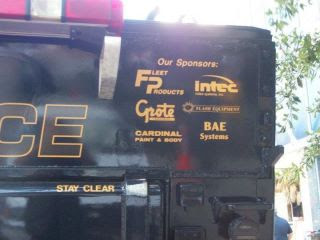 Our Sponsors:
FLEET
PRODUCTS
Intec
Grote
FLASH EQUIPMENT
CARDINAL
PAINT & BODY
BAE
Systems
CE
STAY CLEAR